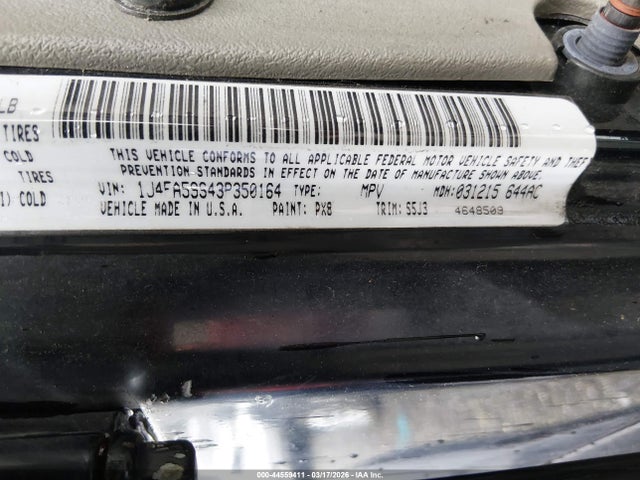 LB
TIRES
COLD
TIRES
I) COLD
THIS VEHICLE CONFORMS TO ALL APPLICABLE FEDERAL MOTOR VEHICLE SAFETY AND THEFT
PREVENTION STANDARDS IN EFFECT ON THE DATE OF MANUFACTURE SHOWN ABOVE.
VIN: 1J4FA59S43P350164 TYPE: MPV MDH:031215 644AC
VEHICLE MADE IN U.S.A. PAINT: PX8 TRIM: S5J3 4648503
000-44559411 - 03/17/2026 - IAA Inc.